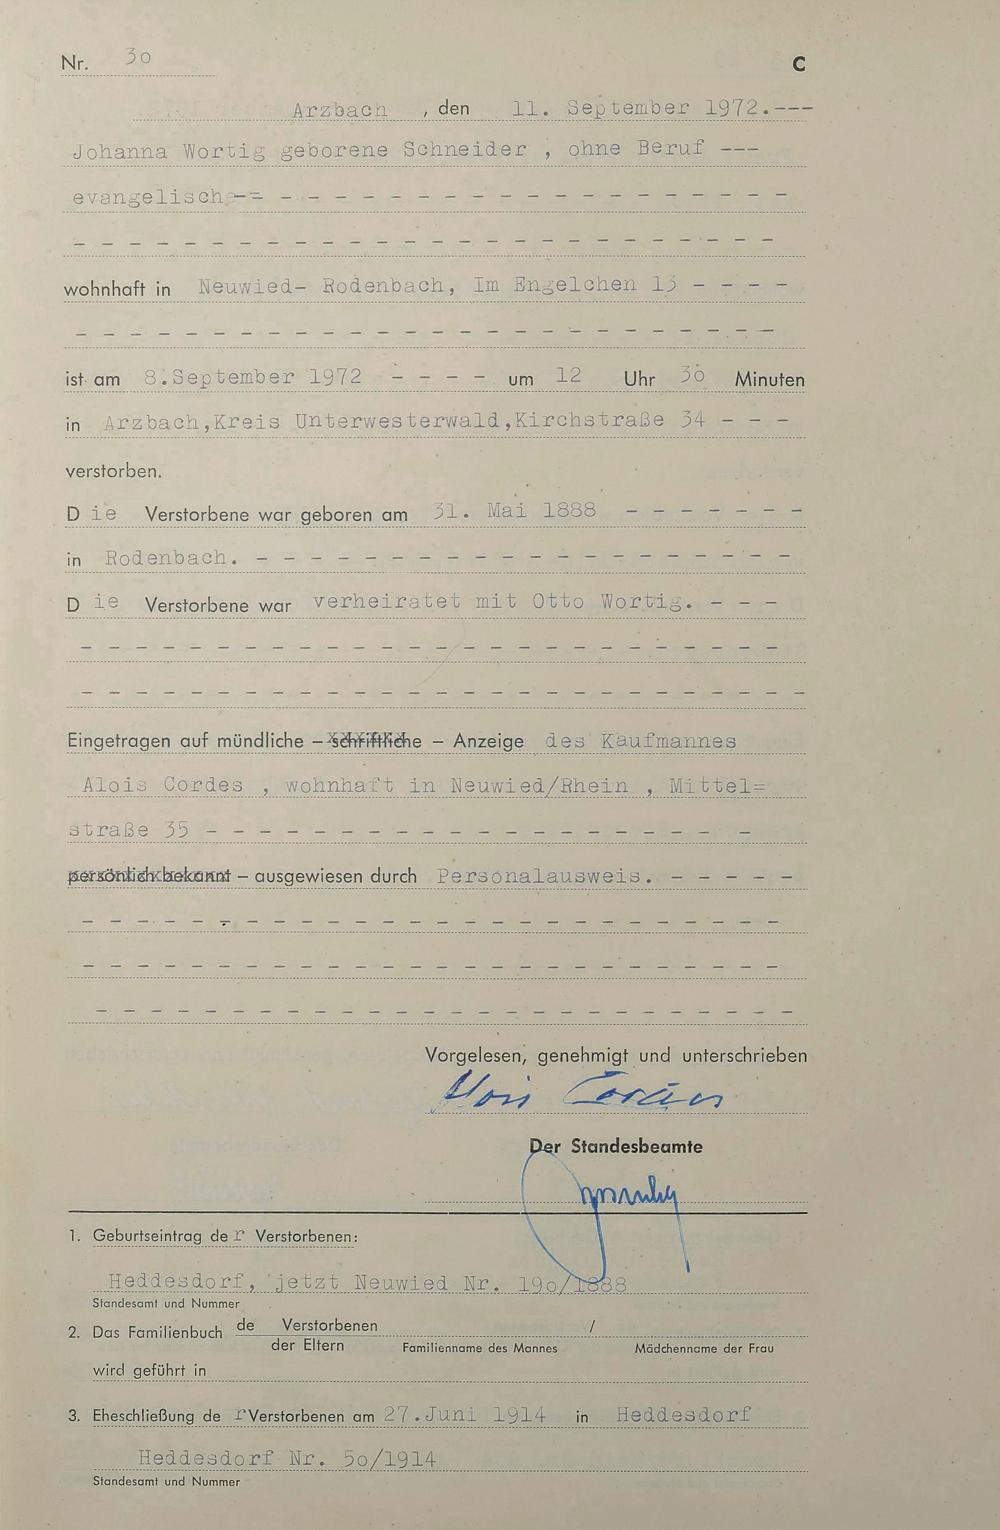 Nr. 30 C
Arzbach , den 11. September 1972.---
Johanna Wortig geborene Schneider , ohne Beruf ---
evangelisch.-- - - - - - - - - - - - - - - - - - - -
- - - - - - - - - - - - - - - - - - - - - - - - - -
wohnhaft in Neuwied- Rodenbach, Im Engelchen 13 - - - -
- - - - - - - - - - - - - - - - - - - - - - - - - -
ist am 8.September 1972 - - - - um 12 Uhr 30 Minuten
in Arzbach,Kreis Unterwesterwald,Kirchstraße 34 - - -
verstorben.
D ie Verstorbene war geboren am 31. Mai 1888 - - - - - - -
in Rodenbach. - - - - - - - - - - - - - - - - - - - -
D ie Verstorbene war verheiratet mit Otto Wortig. - - -
- - - - - - - - - - - - - - - - - - - - - - - - - -
- - - - - - - - - - - - - - - - - - - - - - - - - - -
Eingetragen auf mündliche – schriftliche – Anzeige des Kaufmannes
Alois Cordes , wohnhaft in Neuwied/Rhein , Mittel=
straße 35 - - - - - - - - - - - - - - - - - - - - -
persönlich bekannt – ausgewiesen durch Personalausweis. - - - - -
- - - - - - - - - - - - - - - - - - - - - - - - - -
- - - - - - - - - - - - - - - - - - - - - - - - - -
- - - - - - - - - - - - - - - - - - - - - - - - - -
Vorgelesen, genehmigt und unterschrieben
Alois Cordes
Der Standesbeamte
1. Geburtseintrag de r Verstorbenen:
Heddesdorf, jetzt Neuwied Nr. 19o/1888
Standesamt und Nummer
2. Das Familienbuch de Verstorbenen /
der Eltern Familienname des Mannes Mädchenname der Frau
wird geführt in
3. Eheschließung de r Verstorbenen am 27.Juni 1914 in Heddesdorf
Heddesdorf Nr. 5o/1914
Standesamt und Nummer